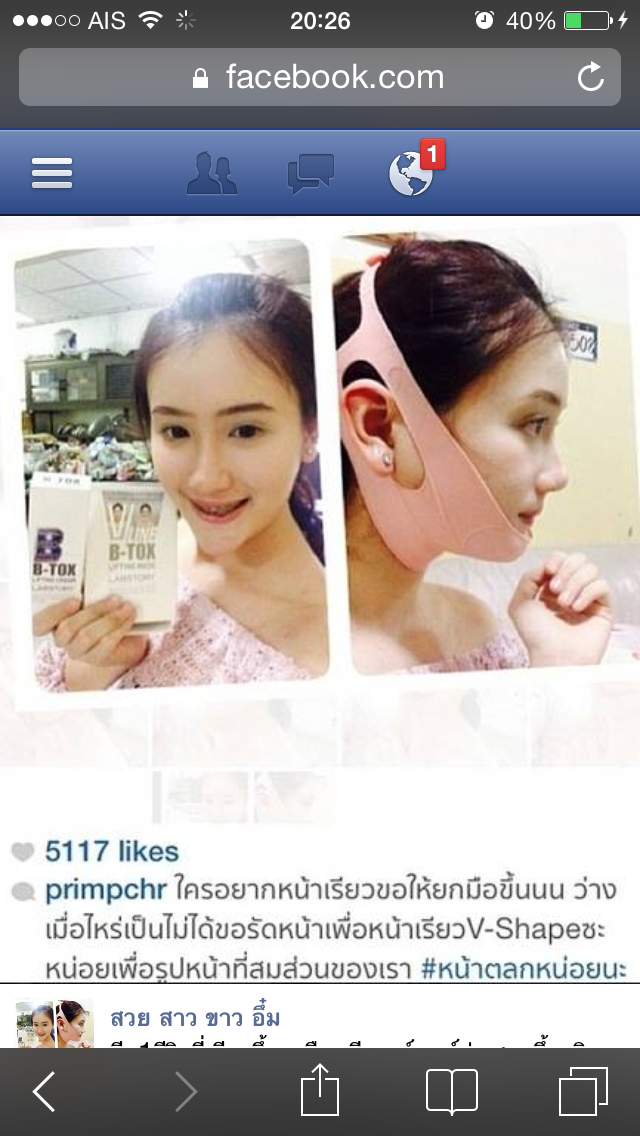 AIS 20:26 40%
facebook.com
1
508
B-TOX
LIFTING CREAM
LABSTORY
V LINE
B-TOX
LIFTING MASK
LABSTORY
5117 likes
primpchr ใครอยากหน้าเรียวขอให้ยกมือขึ้นนน ว่าง
เมื่อไหร่เป็นไม่ได้ขอรัดหน้าเพื่อหน้าเรียวV-Shapeซะ
หน่อยเพื่อรูปหน้าที่สมส่วนของเรา #หน้าตลกหน่อยนะ
สวย สาว ขาว อึ๋ม